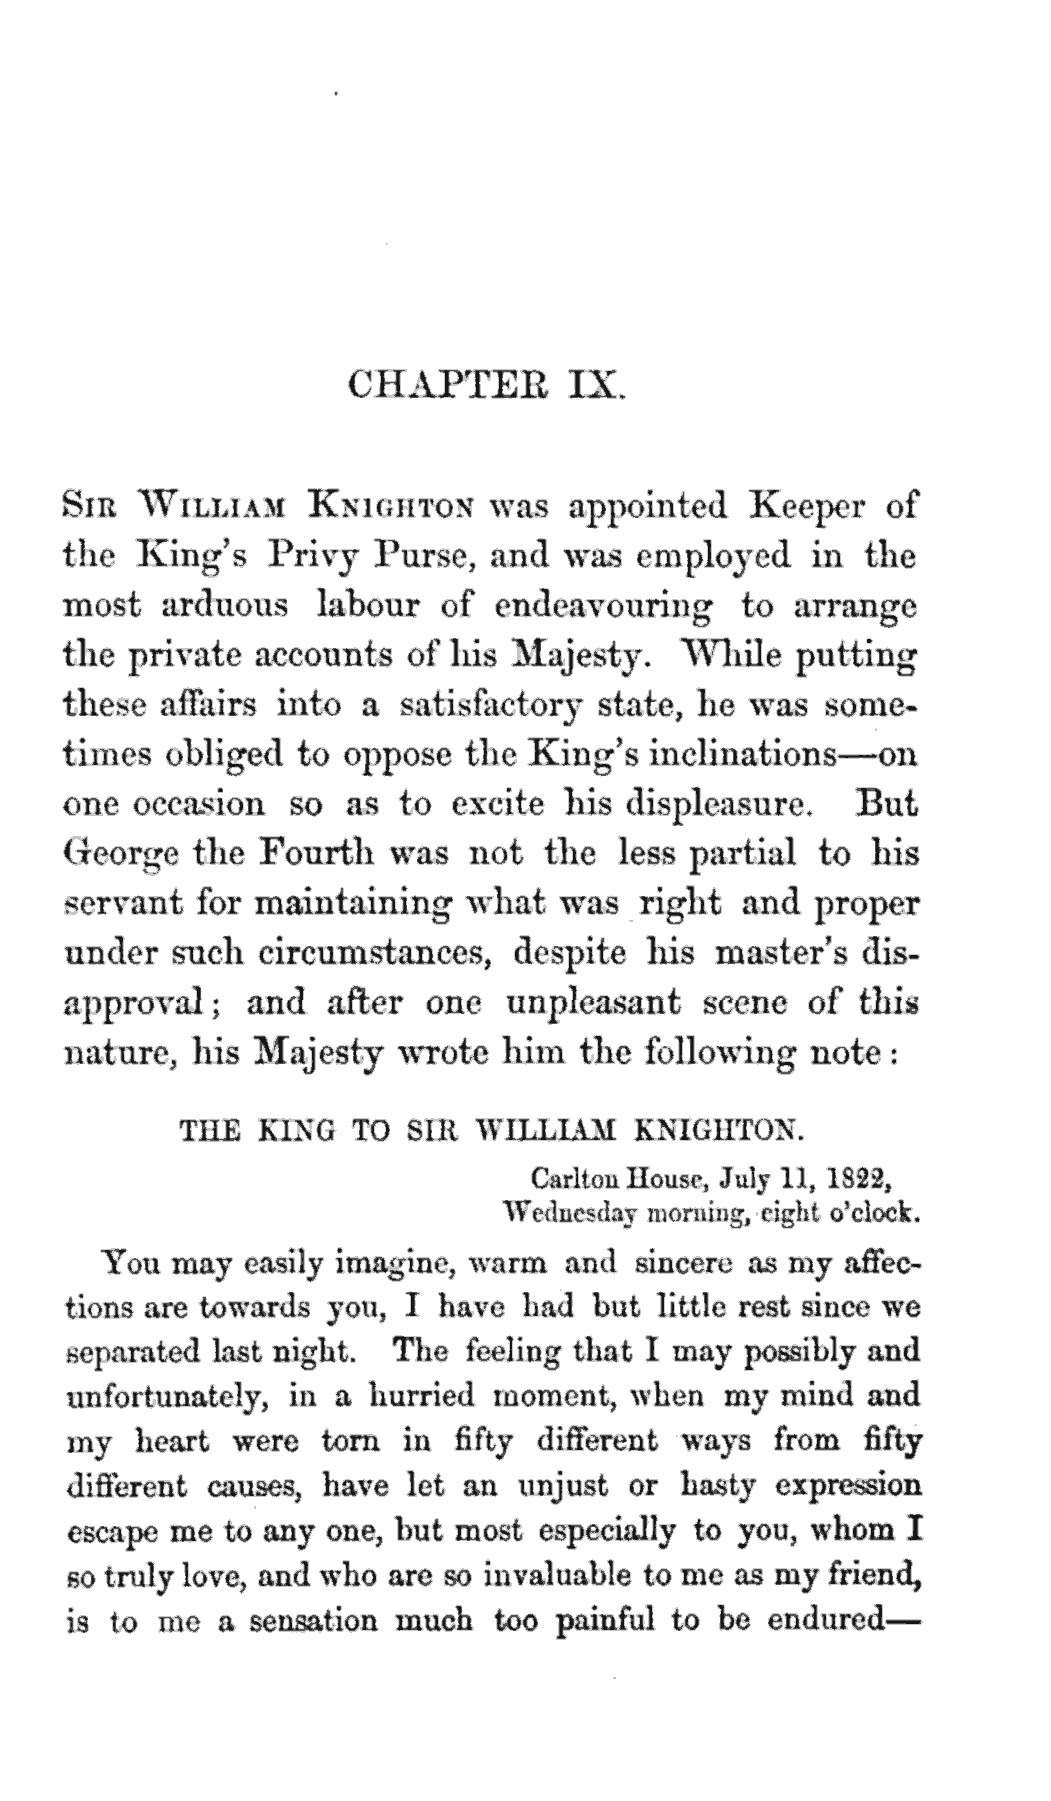 CHAPTER IX.
SIR WILLIAM KNIGHTON was appointed Keeper of
the King's Privy Purse, and was employed in the
most arduous labour of endeavouring to arrange
the private accounts of his Majesty. While putting
these affairs into a satisfactory state, he was some-
times obliged to oppose the King's inclinations—on
one occasion so as to excite his displeasure. But
George the Fourth was not the less partial to his
servant for maintaining what was right and proper
under such circumstances, despite his master's dis-
approval; and after one unpleasant scene of this
nature, his Majesty wrote him the following note:
THE KING TO SIR WILLIAM KNIGHTON.
Carlton House, July 11, 1822,
Wednesday morning, eight o'clock.
You may easily imagine, warm and sincere as my affec-
tions are towards you, I have had but little rest since we
separated last night. The feeling that I may possibly and
unfortunately, in a hurried moment, when my mind and
my heart were torn in fifty different ways from fifty
different causes, have let an unjust or hasty expression
escape me to any one, but most especially to you, whom I
so truly love, and who are so invaluable to me as my friend,
is to me a sensation much too painful to be endured—